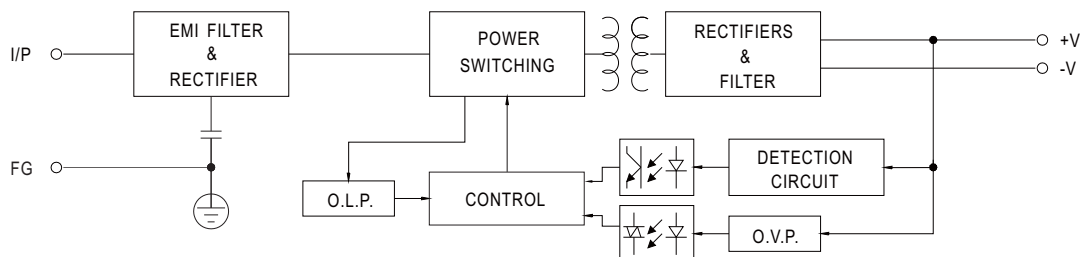 I/P
EMI FILTER
&
RECTIFIER
POWER
SWITCHING
RECTIFIERS
&
FILTER
+V
-V
FG
O.L.P.
CONTROL
DETECTION
CIRCUIT
O.V.P.